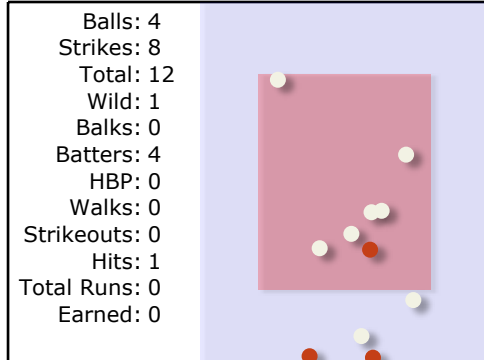 Balls: 4
Strikes: 8
Total: 12
Wild: 1
Balks: 0
Batters: 4
HBP: 0
Walks: 0
Strikeouts: 0
Hits: 1
Total Runs: 0
Earned: 0